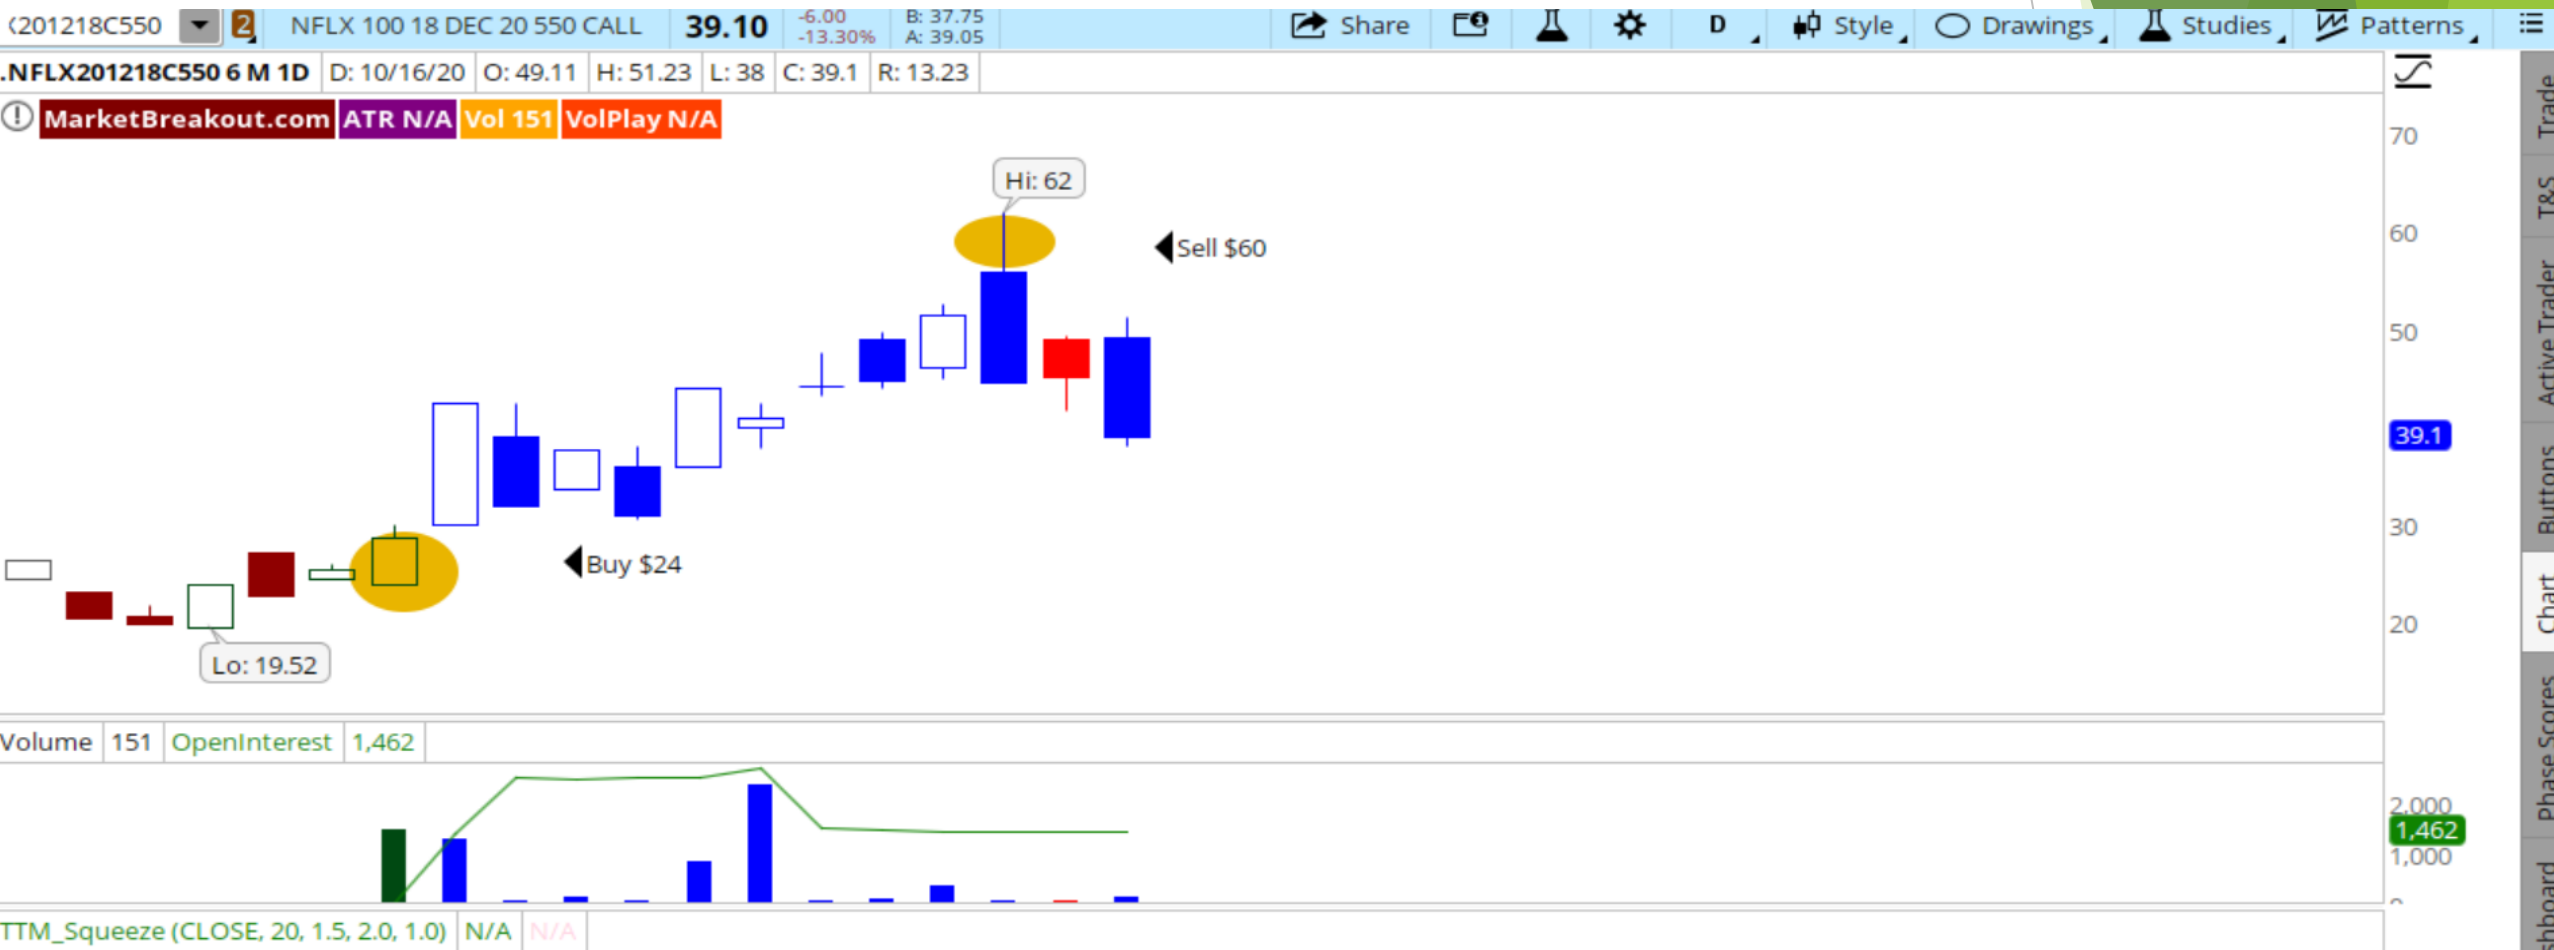 ‹201218C550 2 NFLX 100 18 DEC 20 550 CALL 39.10 -6.00 B: 37.75 Share D Style Drawings Studies Patterns
-13.30% A: 39.05
.NFLX201218C550 6 M 1D D: 10/16/20 O: 49.11 H: 51.23 L: 38 C: 39.1 R: 13.23
MarketBreakout.com ATR N/A Vol 151 VolPlay N/A
70
Hi: 62
60
Sell $60
50
39.1
30
Buy $24
20
Lo: 19.52
Volume 151 OpenInterest 1,462
2,000
1,462
1,000
TTM_Squeeze (CLOSE, 20, 1.5, 2.0, 1.0) N/A N/A
Trade
T&S
Active Trader
Buttons
Chart
Phase Scores